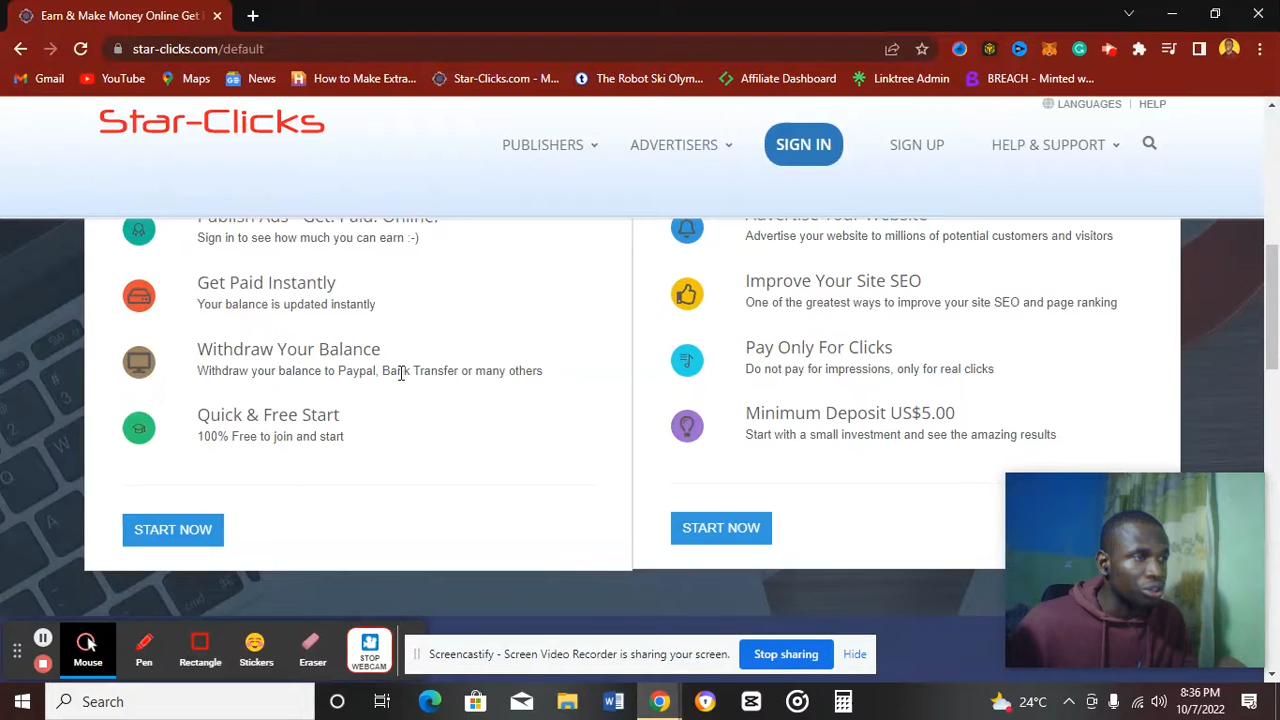 Earn & Make Money Online Get
star-clicks.com/default
Gmail
YouTube
Maps
News
How to Make Extra...
Star-Clicks.com - M...
The Robot Ski Olym...
Affiliate Dashboard
Linktree Admin
BREACH - Minted w...
LANGUAGES | HELP
Star-Clicks
PUBLISHERS
ADVERTISERS
SIGN IN
SIGN UP
HELP & SUPPORT
Publish Ads - Get. Paid. Online.
Sign in to see how much you can earn :-)
Get Paid Instantly
Your balance is updated instantly
Withdraw Your Balance
Withdraw your balance to Paypal, Bank Transfer or many others
Quick & Free Start
100% Free to join and start
START NOW
Advertise Your Website
Advertise your website to millions of potential customers and visitors
Improve Your Site SEO
One of the greatest ways to improve your site SEO and page ranking
Pay Only For Clicks
Do not pay for impressions, only for real clicks
Minimum Deposit US$5.00
Start with a small investment and see the amazing results
START NOW
Mouse
Pen
Rectangle
Stickers
Eraser
STOP
WEBCAM
Screencastify - Screen Video Recorder is sharing your screen.
Stop sharing
Hide
Search
24°C
8:36 PM
10/7/2022